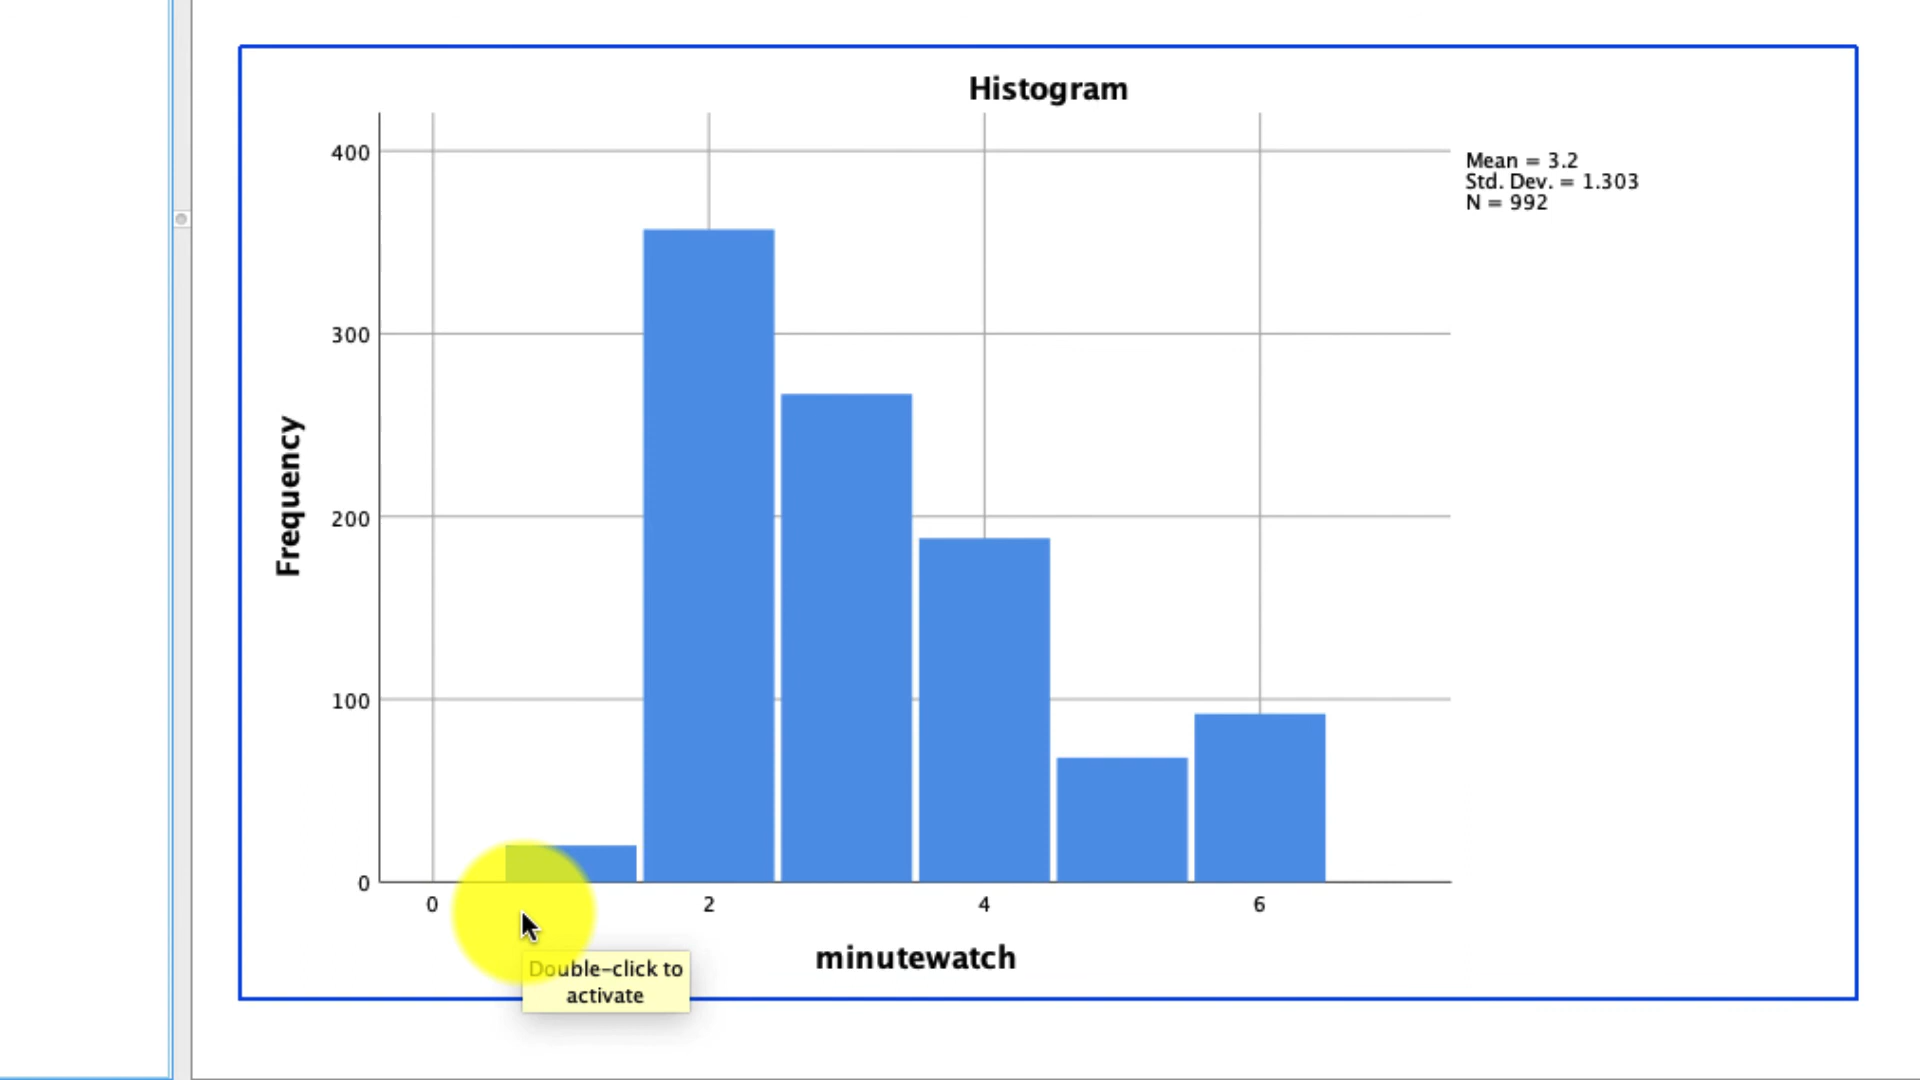 Histogram
400
300
200
100
0
Frequency
0 2 4 6
minutewatch
Mean = 3.2
Std. Dev. = 1.303
N = 992
Double-click to
activate